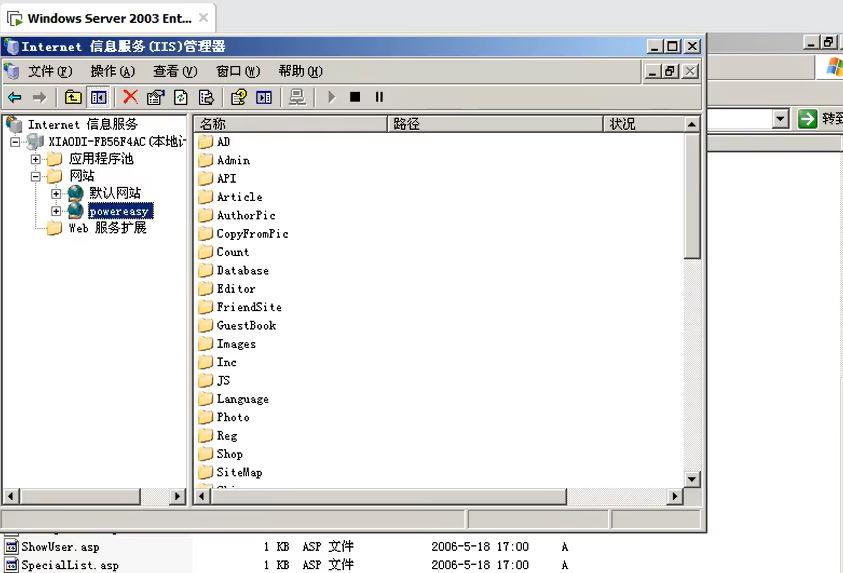 Windows Server 2003 Ent...
Internet 信息服务(IIS)管理器
文件(F) 操作(A) 查看(V) 窗口(W) 帮助(H)
转到
Internet 信息服务
XIAODI-FB56F4AC(本地计
应用程序池
网站
默认网站
powereasy
Web 服务扩展
名称 路径 状况
AD
Admin
API
Article
AuthorPic
CopyFromPic
Count
Database
Editor
FriendSite
GuestBook
Images
Inc
JS
Language
Photo
Reg
Shop
SiteMap
ShowUser.asp 1 KB ASP 文件 2006-5-18 17:00 A
SpecialList.asp 1 KB ASP 文件 2006-5-18 17:00 A